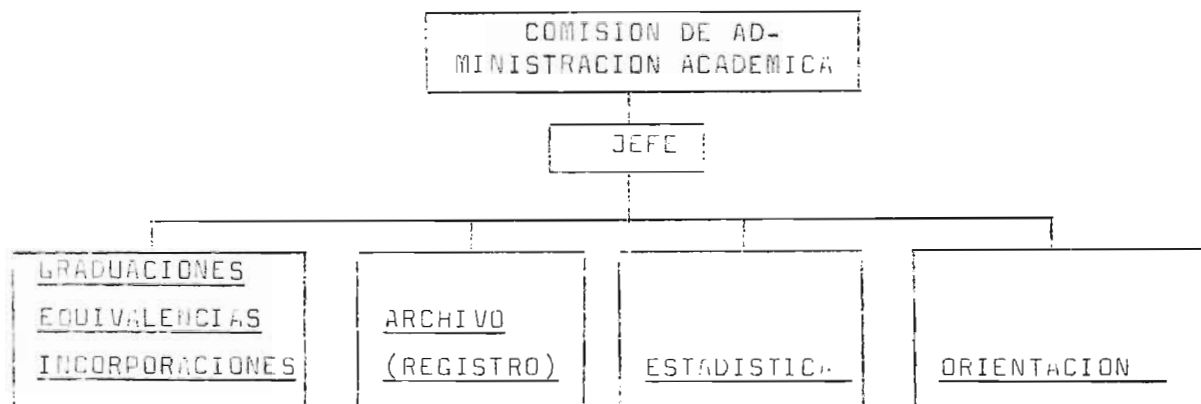 COMISION DE AD-
MINISTRACION ACADEMICA
JEFE
GRADUACIONES
EQUIVALENCIAS
INCORPORACIONES
ARCHIVO
(REGISTRO)
ESTADISTICA
ORIENTACION